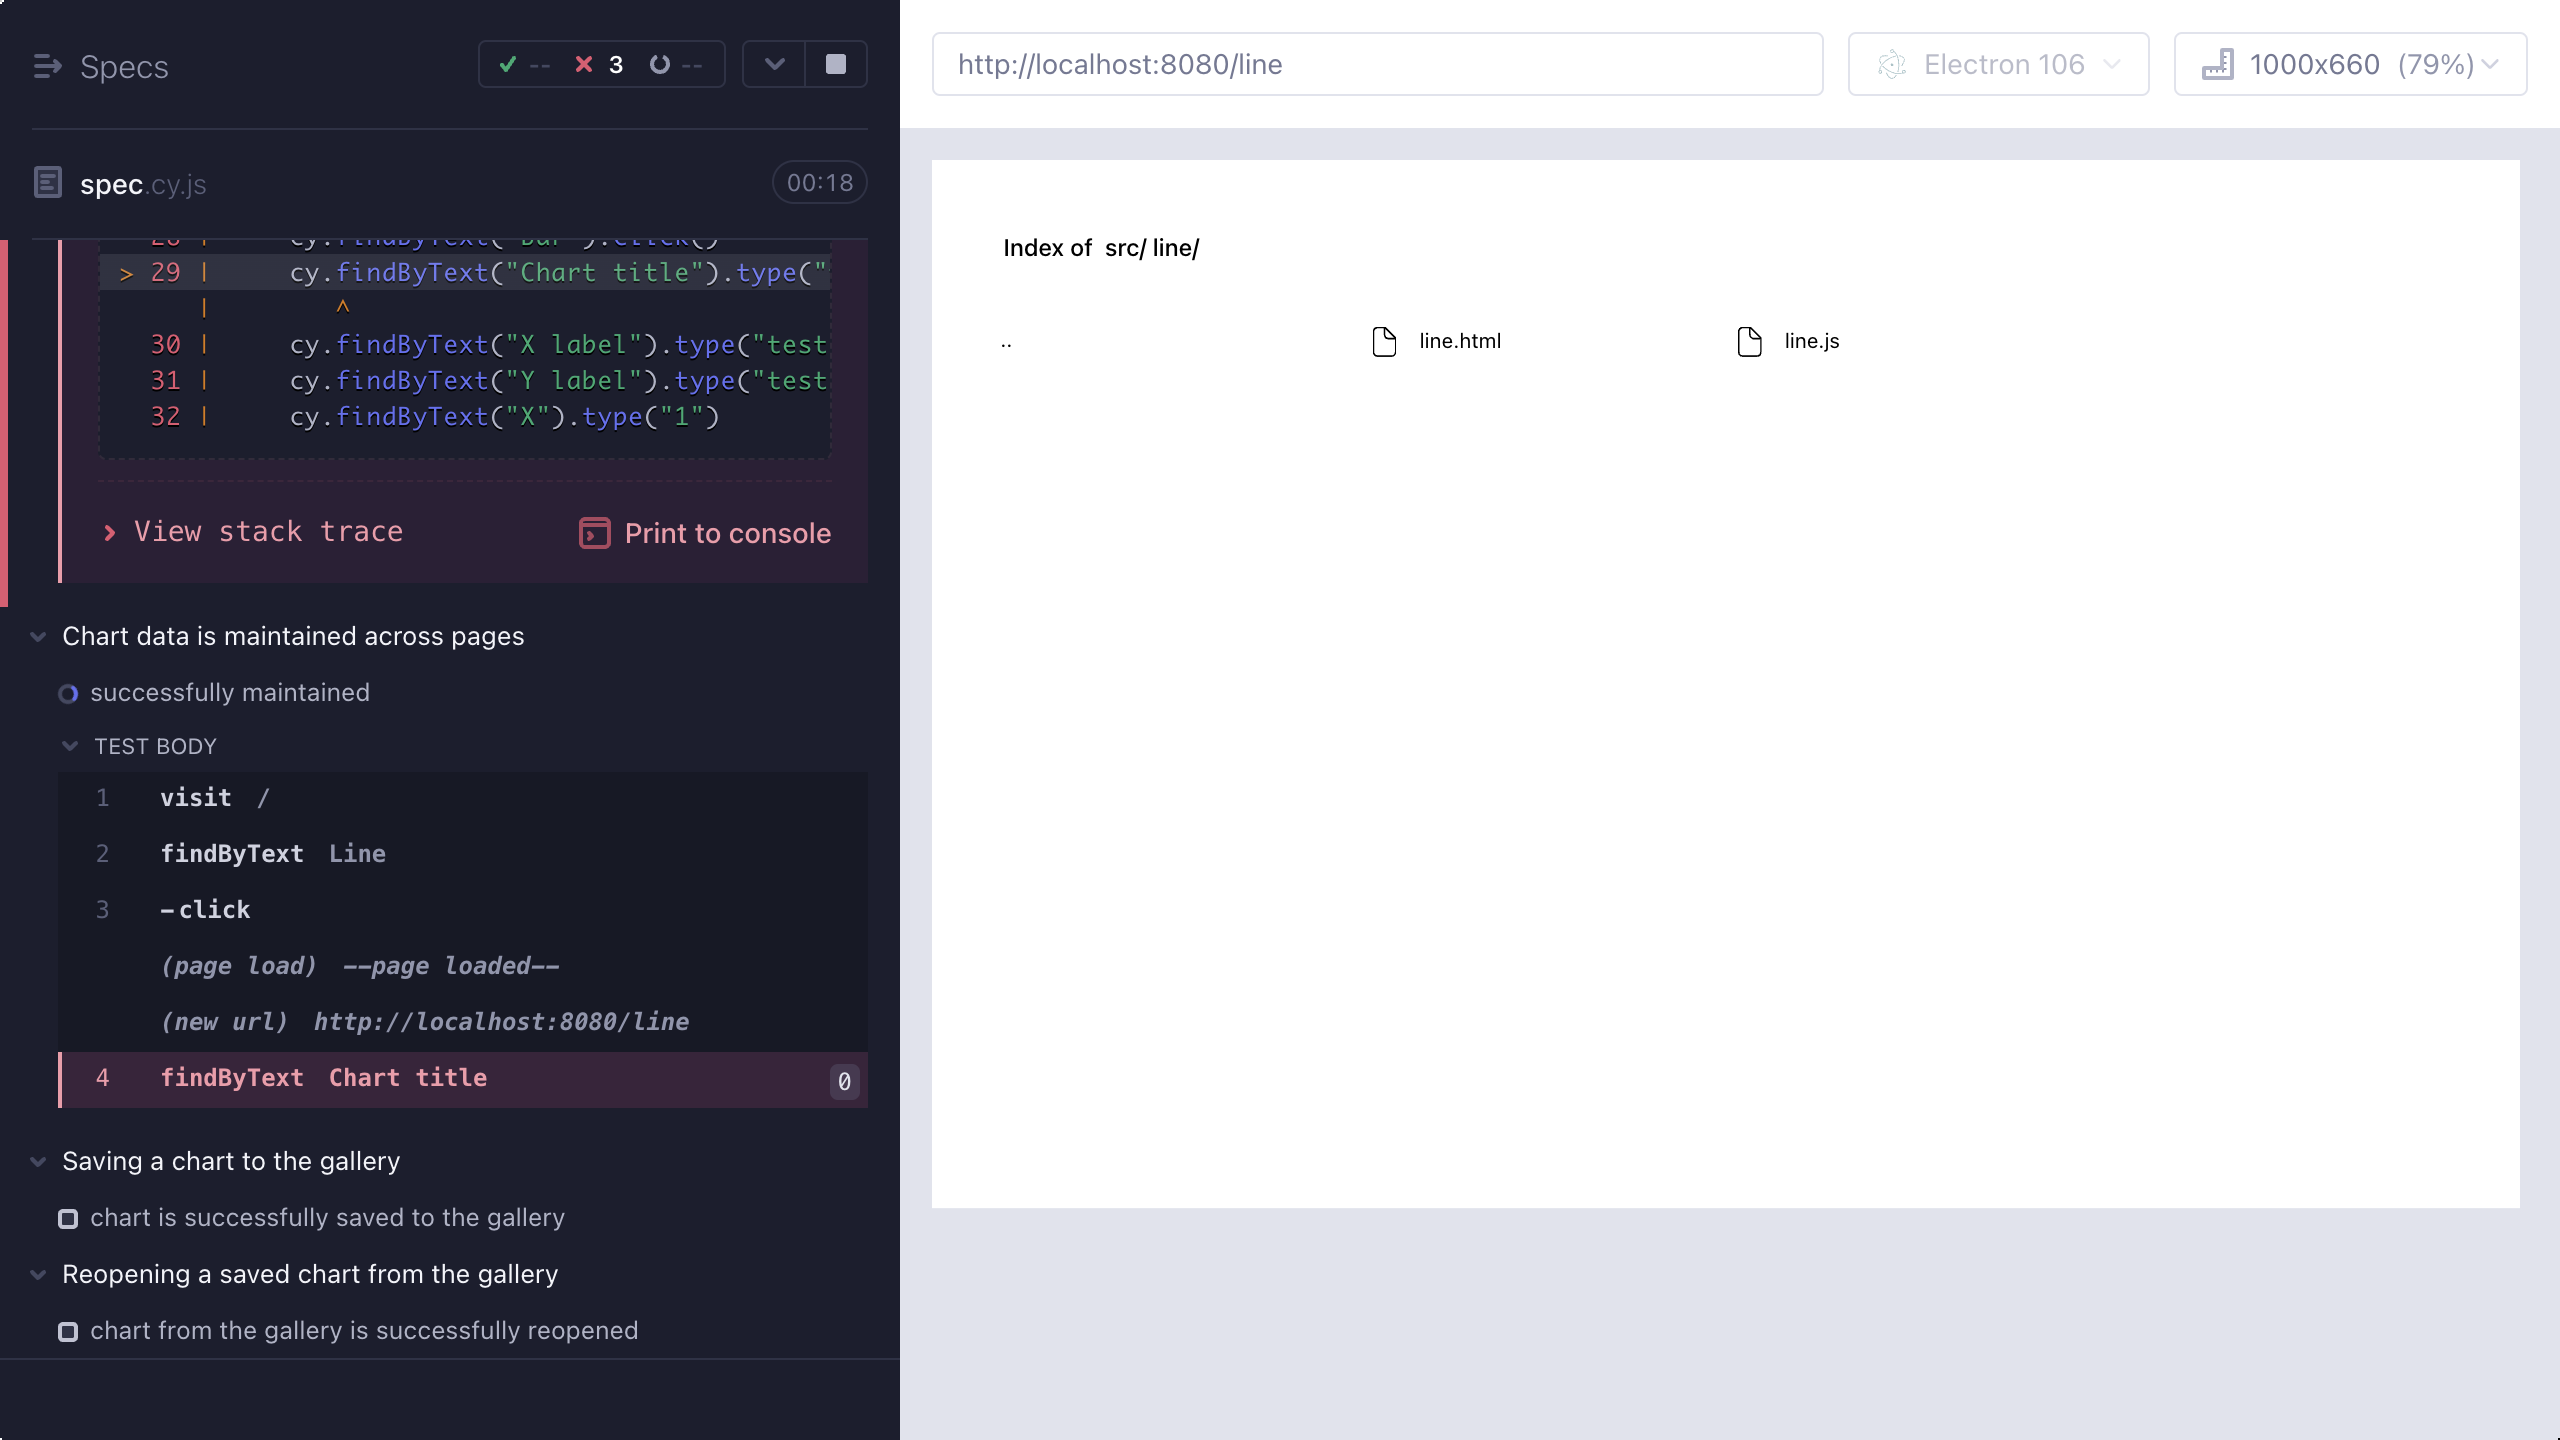 Specs
-- 3 --
spec.cy.js
00:18
28 | cy.findByText("Bar").click()
> 29 | cy.findByText("Chart title").type("
| ^
30 | cy.findByText("X label").type("test
31 | cy.findByText("Y label").type("test
32 | cy.findByText("X").type("1")
View stack trace
Print to console
Chart data is maintained across pages
successfully maintained
TEST BODY
1 visit /
2 findByText Line
3 -click
(page load) --page loaded--
(new url) http://localhost:8080/line
4 findByText Chart title 0
Saving a chart to the gallery
chart is successfully saved to the gallery
Reopening a saved chart from the gallery
chart from the gallery is successfully reopened
http://localhost:8080/line
Electron 106
1000x660 (79%)
Index of src/ line/
..
line.html
line.js